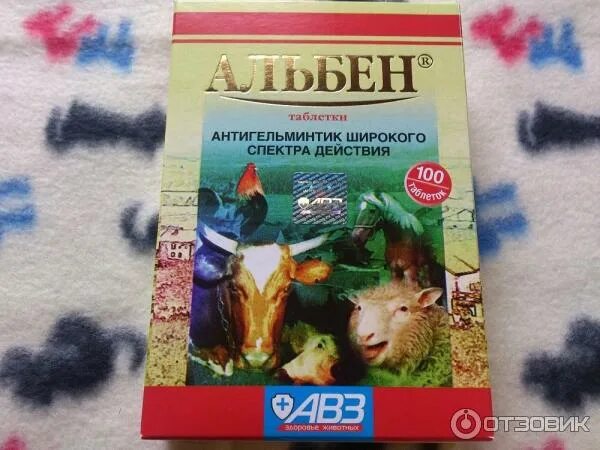 АЛЬБЕН®
таблетки
АНТИГЕЛЬМИНТИК ШИРОКОГО
СПЕКТРА ДЕЙСТВИЯ
100
таблеток
АВЗ
АВЗ
здоровье животных
ОТЗОВИК